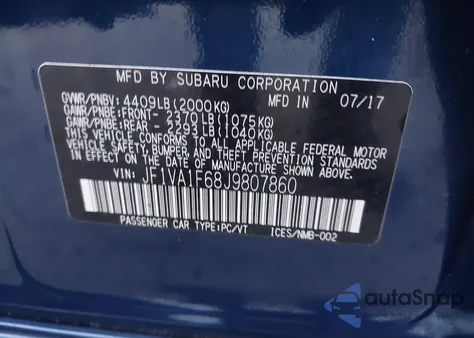 MFD BY SUBARU CORPORATION
GVWR/PNBV: 4409LB(2000KG) MFD IN 07/17
GAWR/PNBE:FRONT- 2370LB(1075KG)
GAWR/PNBE:REAR - 2293LB(1040KG)
THIS VEHICLE CONFORMS TO ALL APPLICABLE FEDERAL MOTOR
VEHICLE SAFETY, BUMPER, AND THEFT PREVENTION STANDARDS
IN EFFECT ON THE DATE OF MANUFACTURE SHOWN ABOVE.
VIN: JF1VA1F68J9807860
PASSENGER CAR TYPE:PC/VT ICES/NMB-002
autoSnap